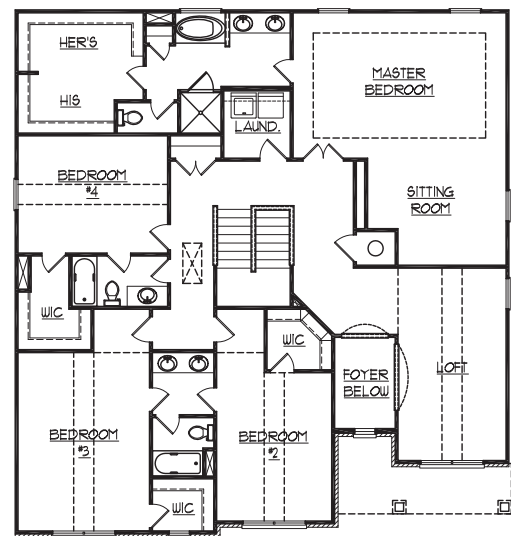 HER'S
HIS
MASTER
BEDROOM
LAUND.
BEDROOM
#4
SITTING
ROOM
WIC
WIC
FOYER
BELOW
LOFT
BEDROOM
#3
BEDROOM
#2
WIC